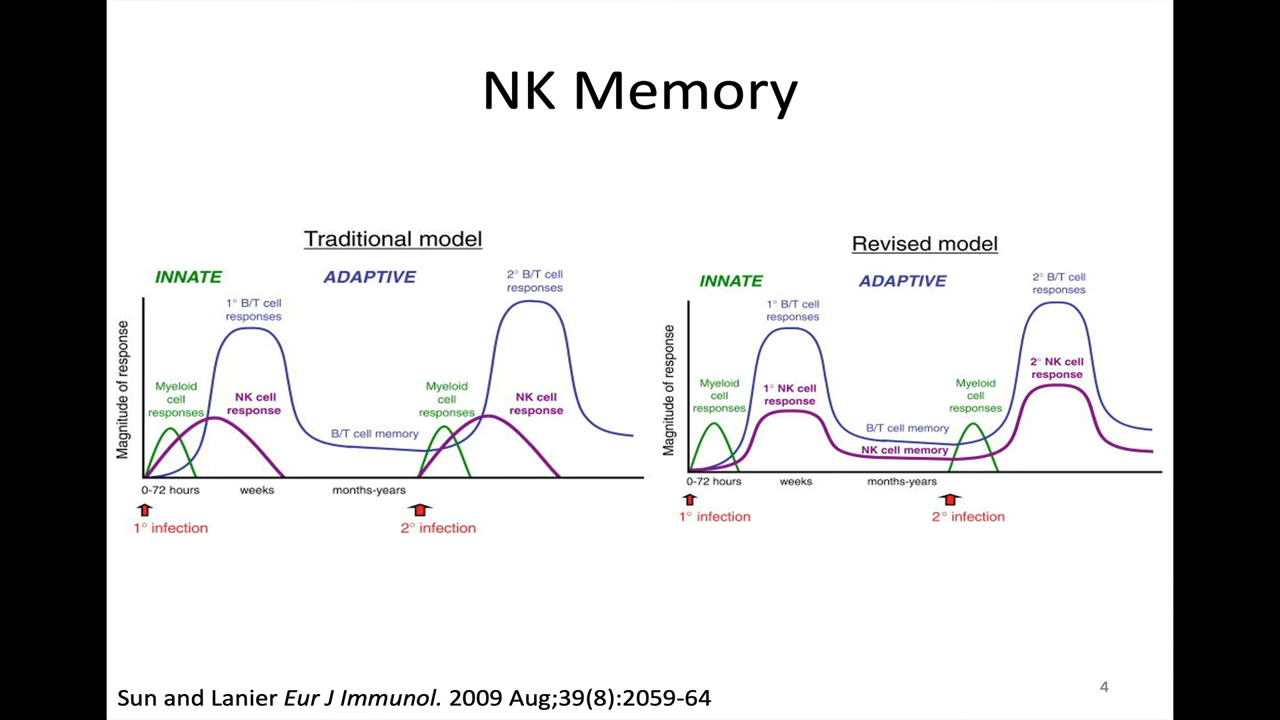 NK Memory
Traditional model
INNATE
ADAPTIVE
2° B/T cell
responses
1° B/T cell
responses
Myeloid
cell
responses
NK cell
response
Myeloid
cell
responses
NK cell
response
B/T cell memory
Magnitude of response
0-72 hours
weeks
months-years
1° infection
2° infection
Revised model
INNATE
ADAPTIVE
2° B/T cell
responses
1° B/T cell
responses
2° NK cell
response
Myeloid
cell
responses
1° NK cell
response
Myeloid
cell
responses
B/T cell memory
NK cell memory
Magnitude of response
0-72 hours
weeks
months-years
1° infection
2° infection
Sun and Lanier Eur J Immunol. 2009 Aug;39(8):2059-64
4